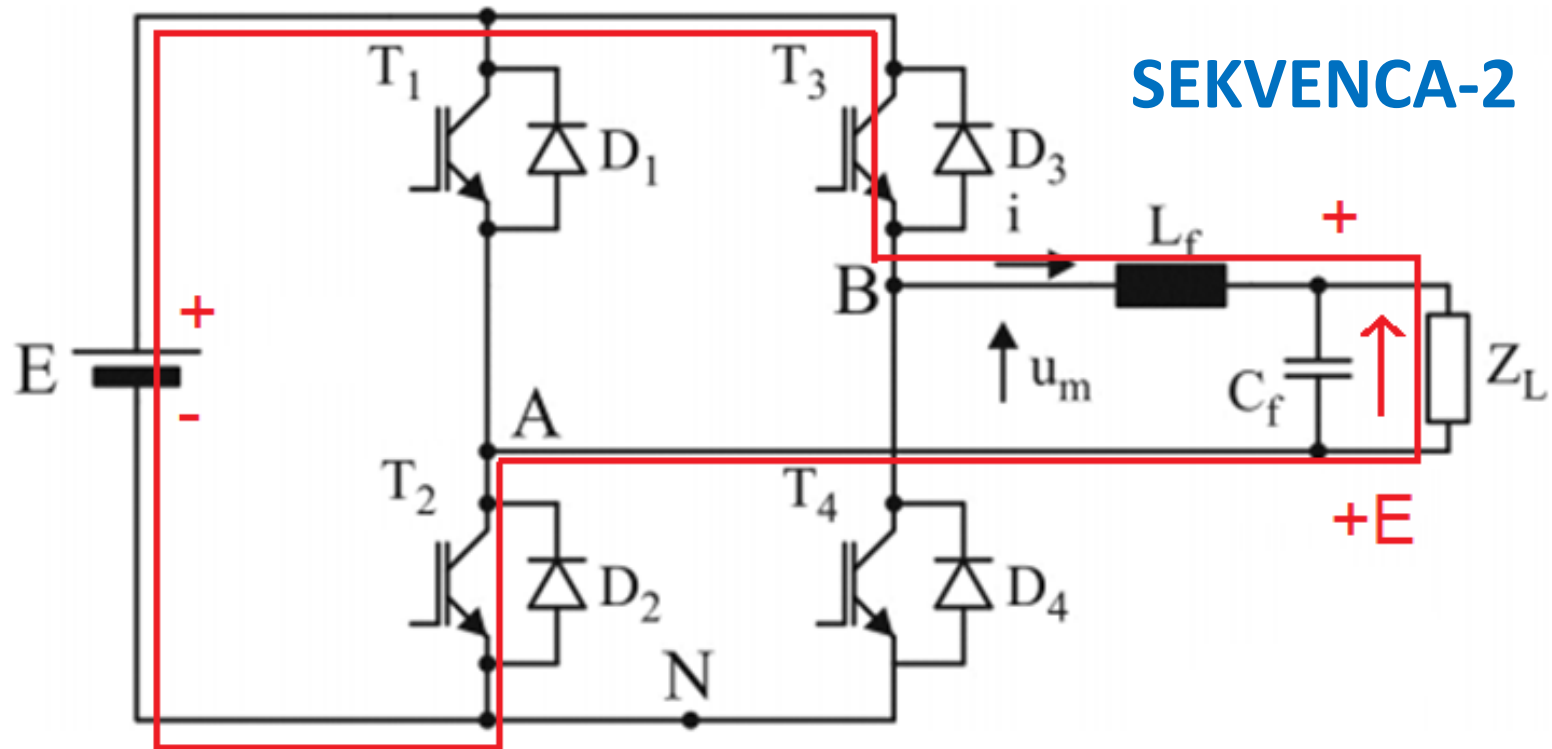 SEKVENCA-2
T1
D1
T3
D3
i
Lf
+
B
+
E
-
um
Cf
ZL
A
T2
D2
T4
D4
+E
N